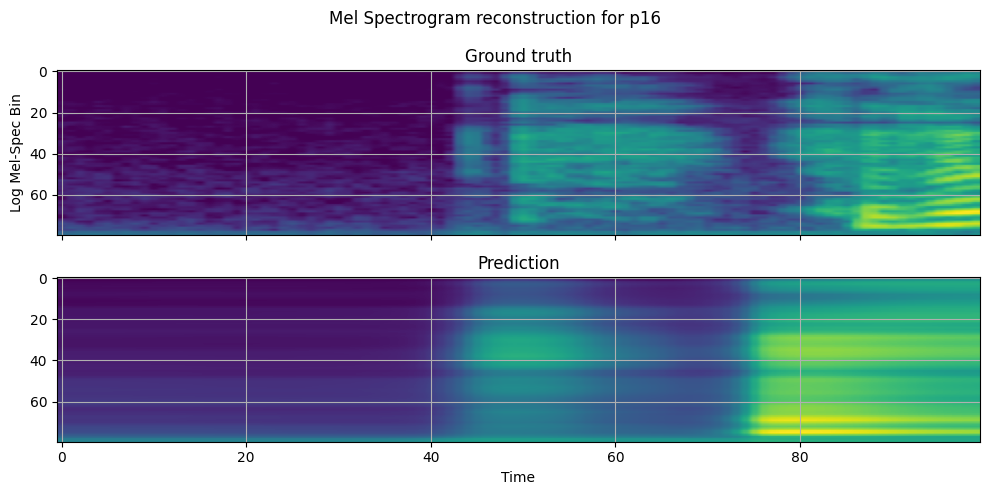 Mel Spectrogram reconstruction for p16
Ground truth
Log Mel-Spec Bin
0
20
40
60
Prediction
0
20
40
60
0 20 40 60 80
Time